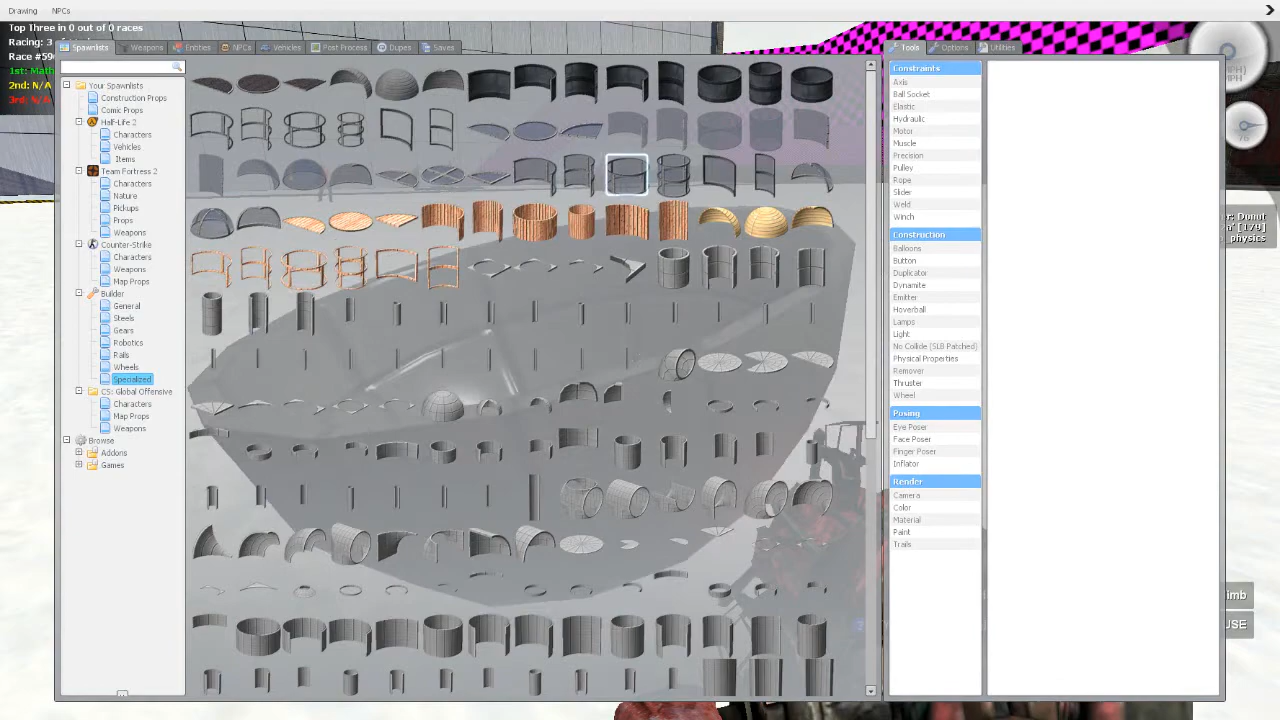 Drawing NPCs
Top Three in 0 out of 0 races
Racing: 3
Race #59
1st: Math
2nd: N/A
3rd: N/A
Spawnlists Weapons Entities NPCs Vehicles Post Process Dupes Saves
Your Spawnlists
Construction Props
Comic Props
Half-Life 2
Characters
Vehicles
Items
Team Fortress 2
Characters
Nature
Pickups
Props
Weapons
Counter-Strike
Characters
Weapons
Map Props
Builder
General
Steels
Gears
Robotics
Rails
Wheels
Specialized
CS: Global Offensive
Characters
Map Props
Weapons
Browse
Addons
Games
Tools Options Utilities
Constraints
Axis
Ball Socket
Elastic
Hydraulic
Motor
Muscle
Precision
Pulley
Rope
Slider
Weld
Winch
Construction
Balloons
Button
Duplicator
Dynamite
Emitter
Hoverball
Lamps
Light
No Collide (SLB Patched)
Physical Properties
Remover
Thruster
Wheel
Posing
Eye Poser
Face Poser
Finger Poser
Inflator
Render
Camera
Color
Material
Paint
Trails
: Donut
[179]
physics
imb
USE